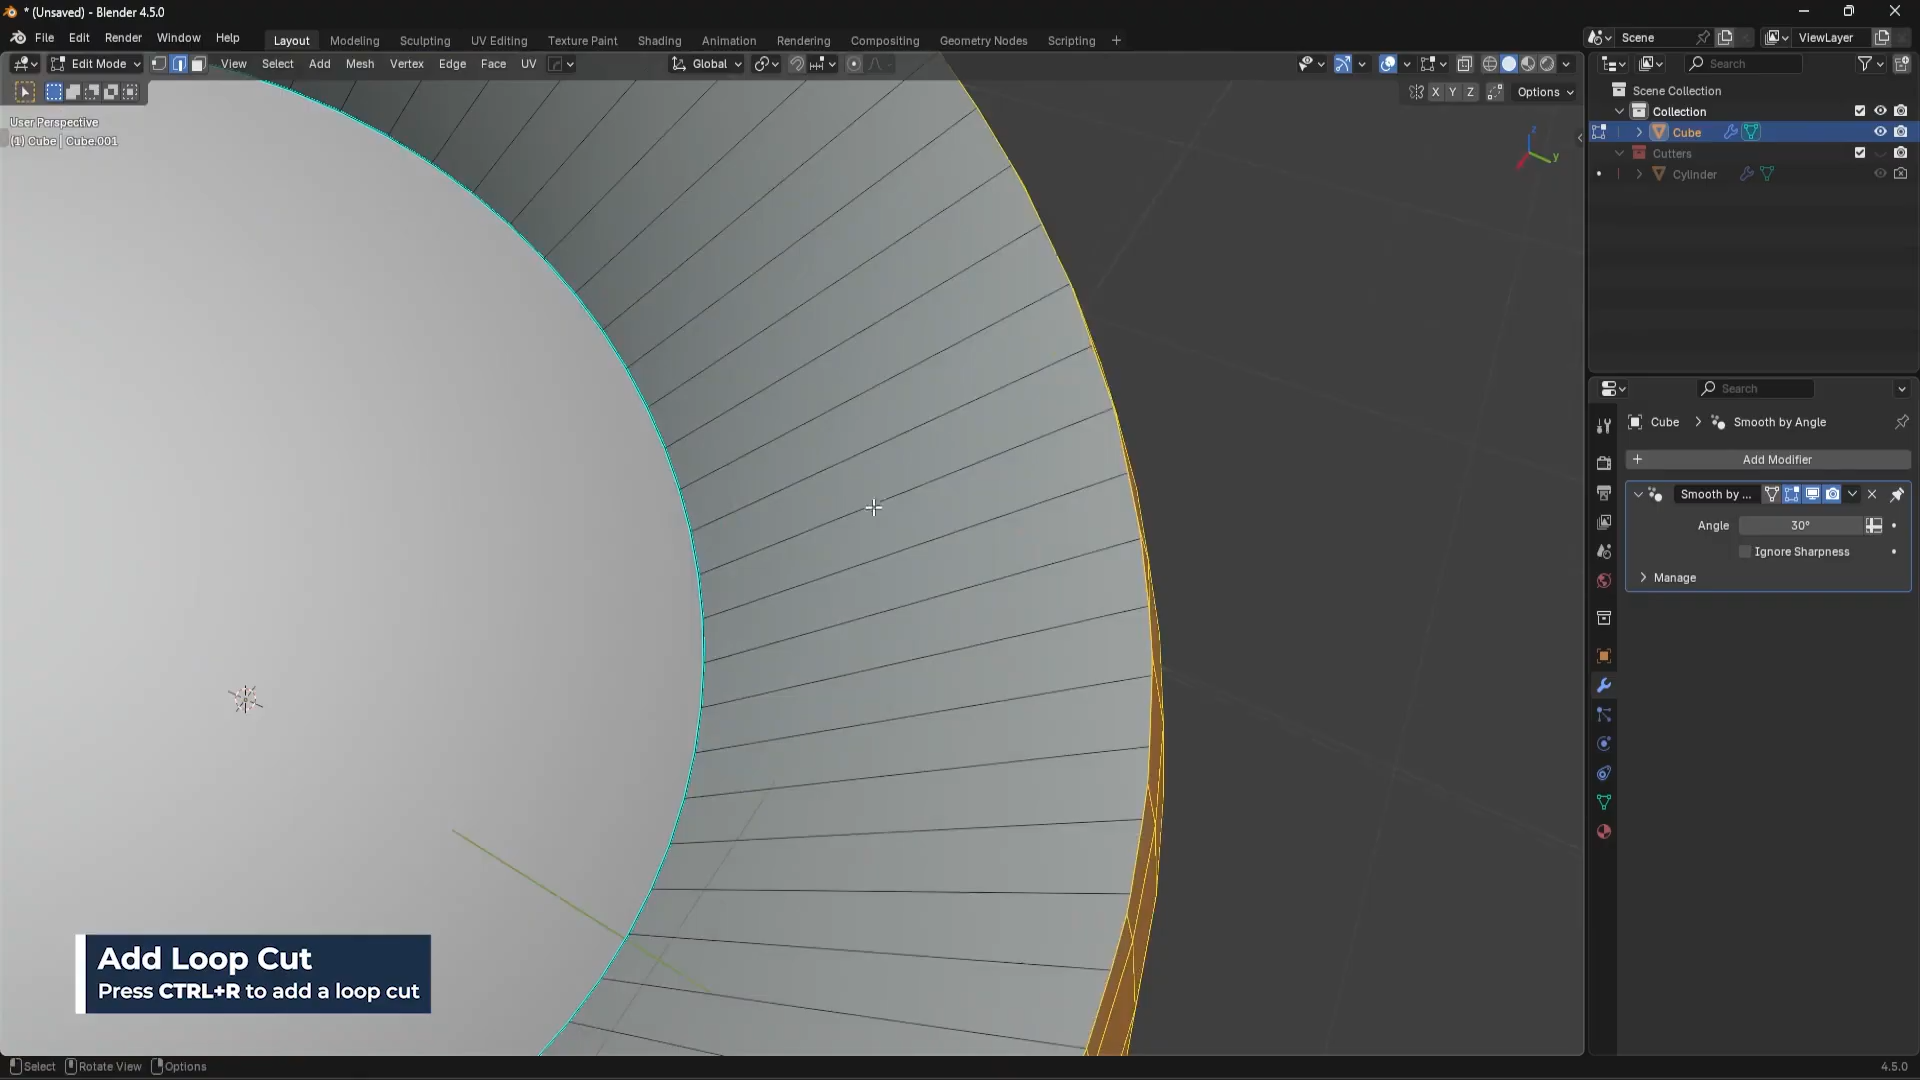 * (Unsaved) - Blender 4.5.0
File Edit Render Window Help
Layout Modeling Sculpting UV Editing Texture Paint Shading Animation Rendering Compositing Geometry Nodes Scripting +
Scene
ViewLayer
Edit Mode
View Select Add Mesh Vertex Edge Face UV
Global
Search
X Y Z
Options
User Perspective
(1) Cube | Cube.001
z
y
Scene Collection
Collection
Cube
Cutters
Cylinder
Search
Cube > Smooth by Angle
+ Add Modifier
Smooth by ...
Angle 30°
Ignore Sharpness
Manage
Add Loop Cut
Press CTRL+R to add a loop cut
Select Rotate View Options
4.5.0